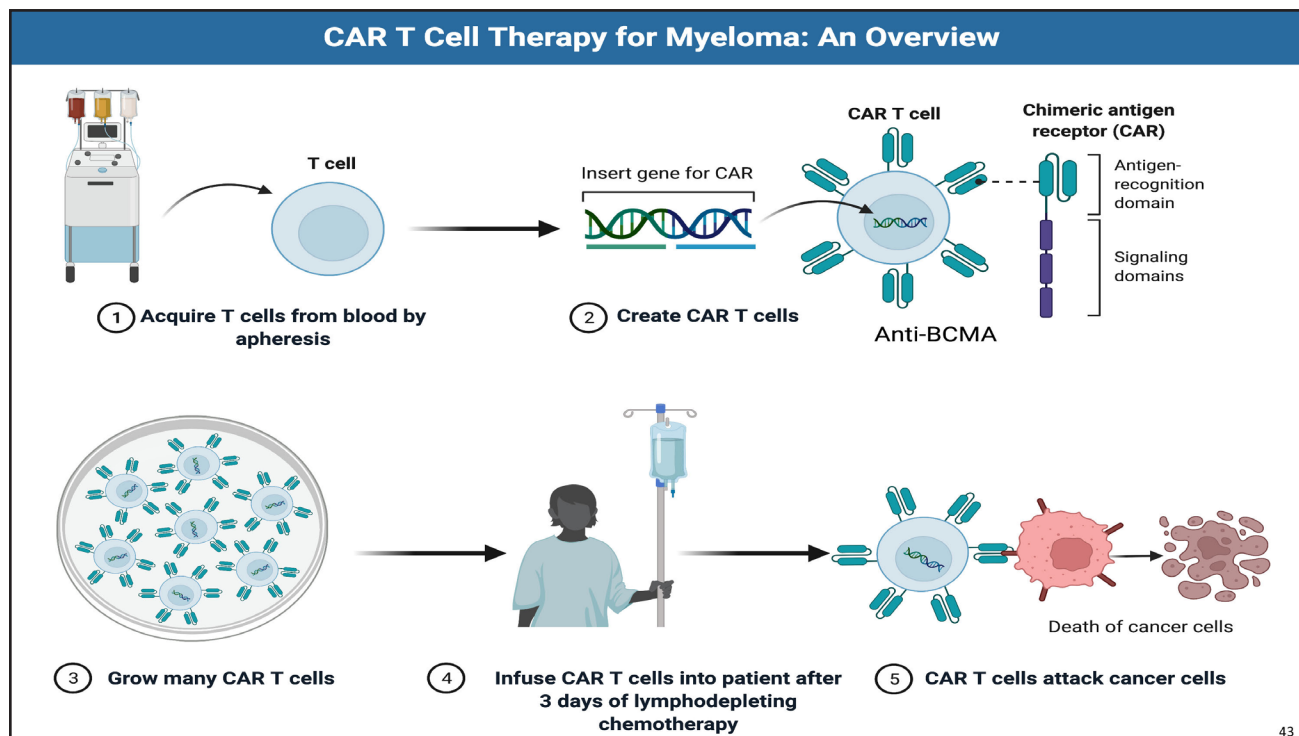 CAR T Cell Therapy for Myeloma: An Overview
T cell
Insert gene for CAR
CAR T cell
Chimeric antigen
receptor (CAR)
Antigen-
recognition
domain
Signaling
domains
1 Acquire T cells from blood by
apheresis
2 Create CAR T cells
Anti-BCMA
Death of cancer cells
3 Grow many CAR T cells
4 Infuse CAR T cells into patient after
3 days of lymphodepleting
chemotherapy
5 CAR T cells attack cancer cells
43